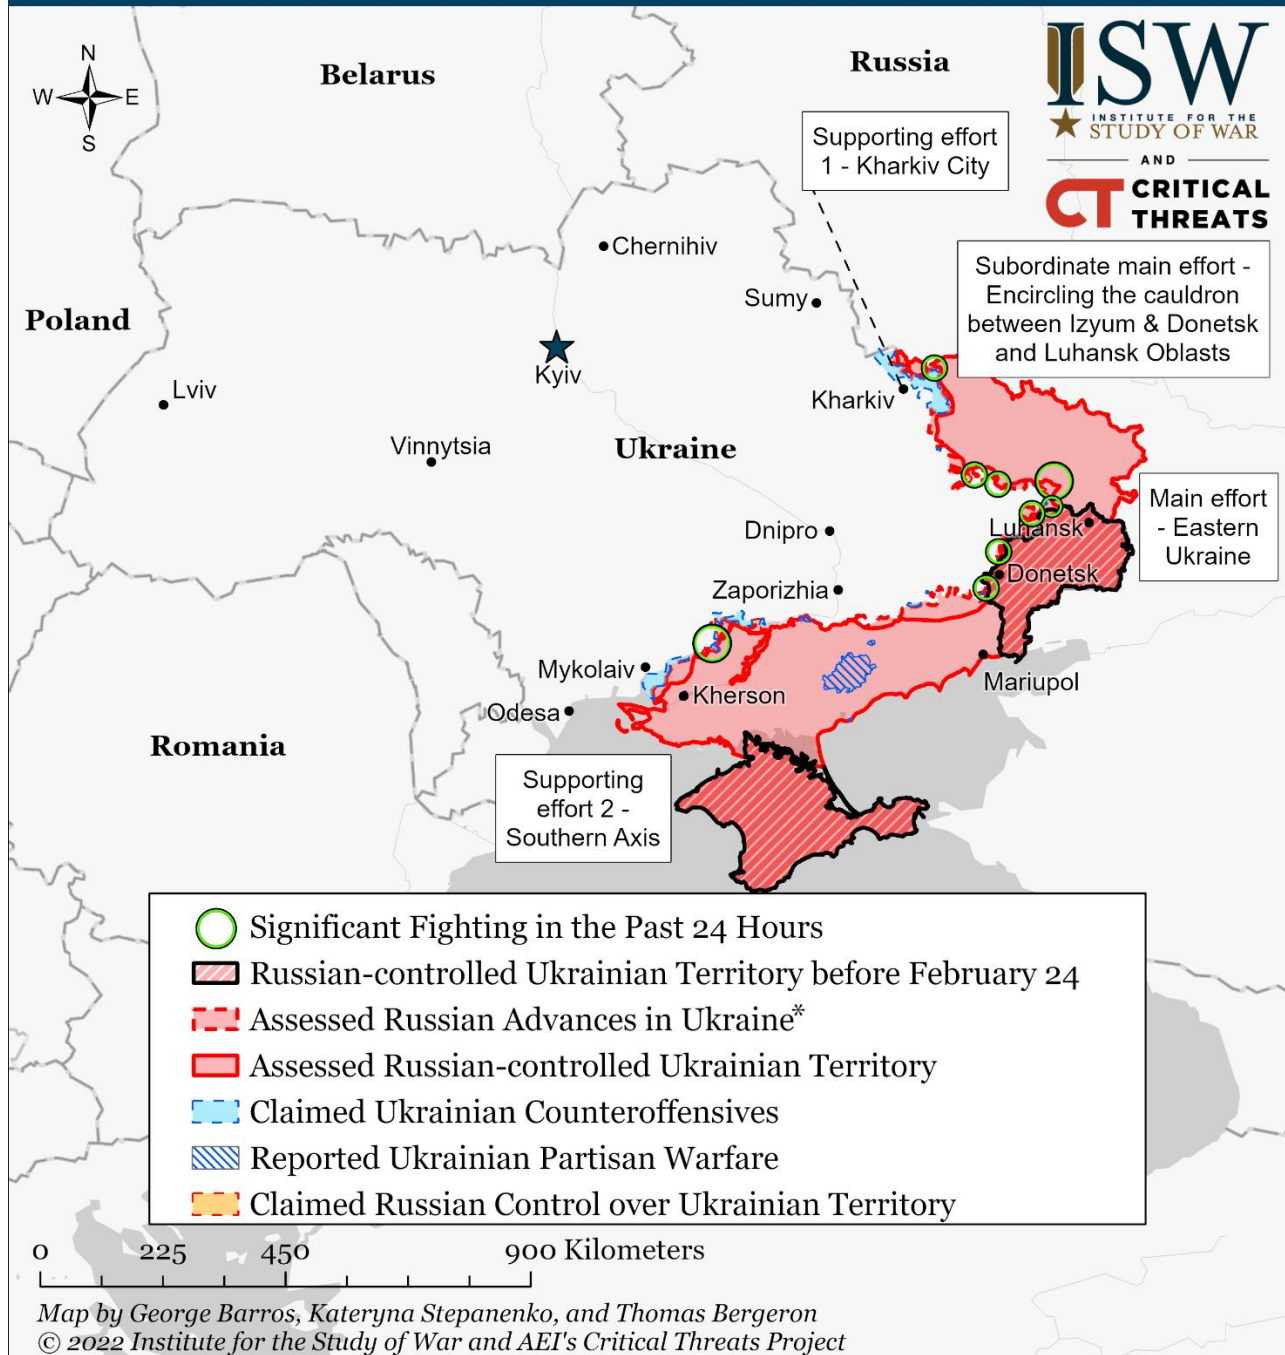 Belarus
Russia
N
W
E
S
ISW
INSTITUTE FOR THE
STUDY OF WAR
AND
CT CRITICAL
THREATS
Supporting effort
1 - Kharkiv City
Subordinate main effort -
Encircling the cauldron
between Izyum & Donetsk
and Luhansk Oblasts
Chernihiv
Sumy
Poland
Kyiv
Lviv
Kharkiv
Vinnytsia
Ukraine
Main effort
- Eastern
Ukraine
Dnipro
Luhansk
Donetsk
Zaporizhia
Mykolaiv
Mariupol
Kherson
Odesa
Romania
Supporting
effort 2 -
Southern Axis
Significant Fighting in the Past 24 Hours
Russian-controlled Ukrainian Territory before February 24
Assessed Russian Advances in Ukraine*
Assessed Russian-controlled Ukrainian Territory
Claimed Ukrainian Counteroffensives
Reported Ukrainian Partisan Warfare
Claimed Russian Control over Ukrainian Territory
0 225 450 900 Kilometers
Map by George Barros, Kateryna Stepanenko, and Thomas Bergeron
© 2022 Institute for the Study of War and AEI's Critical Threats Project